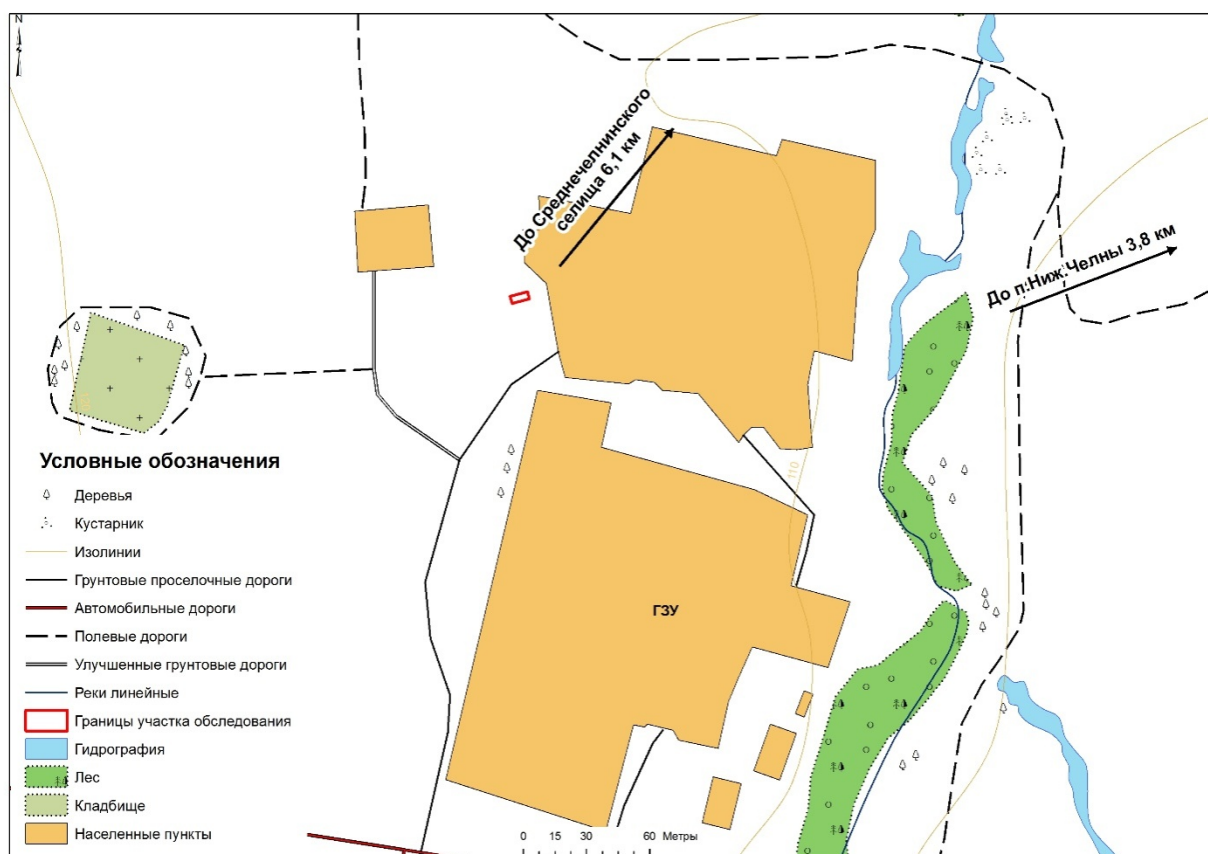 N
До Среднечелнинского
селища 6,1 км
До п.Ниж.Челны 3,8 км
110
ГЗУ
Условные обозначения
Деревья
Кустарник
Изолинии
Грунтовые проселочные дороги
Автомобильные дороги
Полевые дороги
Улучшенные грунтовые дороги
Реки линейные
Границы участка обследования
Гидрография
Лес
Кладбище
Населенные пункты
0 15 30 60 Метры